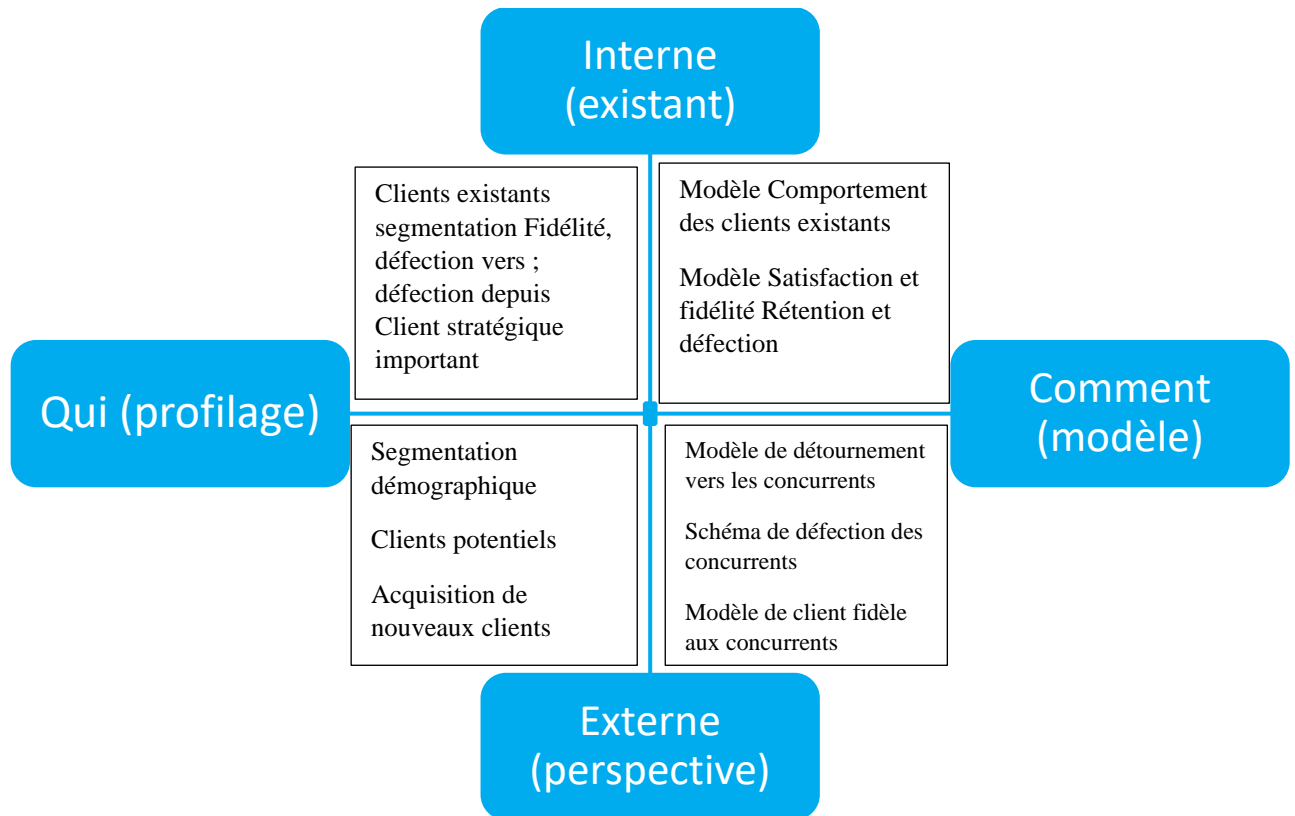 Interne
(existant)
Clients existants
segmentation Fidélité,
défection vers ;
défection depuis
Client stratégique
important
Modèle Comportement
des clients existants
Modèle Satisfaction et
fidélité Rétention et
défection
Qui (profilage)
Comment
(modèle)
Segmentation
démographique
Clients potentiels
Acquisition de
nouveaux clients
Modèle de détournement
vers les concurrents
Schéma de défection des
concurrents
Modèle de client fidèle
aux concurrents
Externe
(perspective)